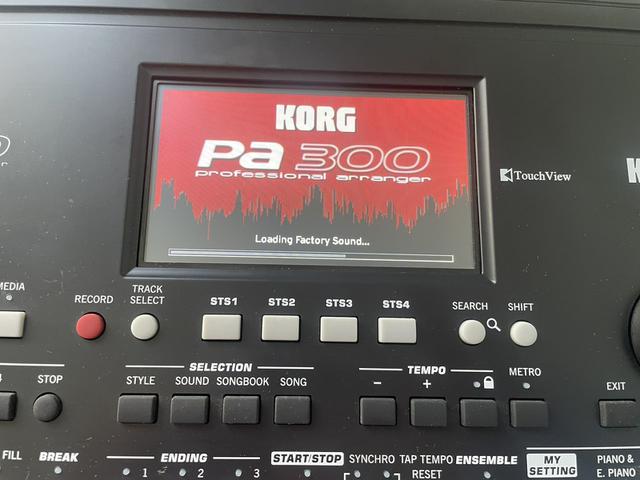 KORG
Pa 300
professional arranger
TouchView
Loading Factory Sound...
MEDIA
RECORD
TRACK
SELECT
STS1
STS2
STS3
STS4
SEARCH
SHIFT
SELECTION
TEMPO
STOP
STYLE
SOUND
SONGBOOK
SONG
-
+
METRO
EXIT
FILL
BREAK
ENDING
START/STOP
SYNCHRO
TAP TEMPO
RESET
ENSEMBLE
MY
SETTING
PIANO &
E. PIANO
1
2
3